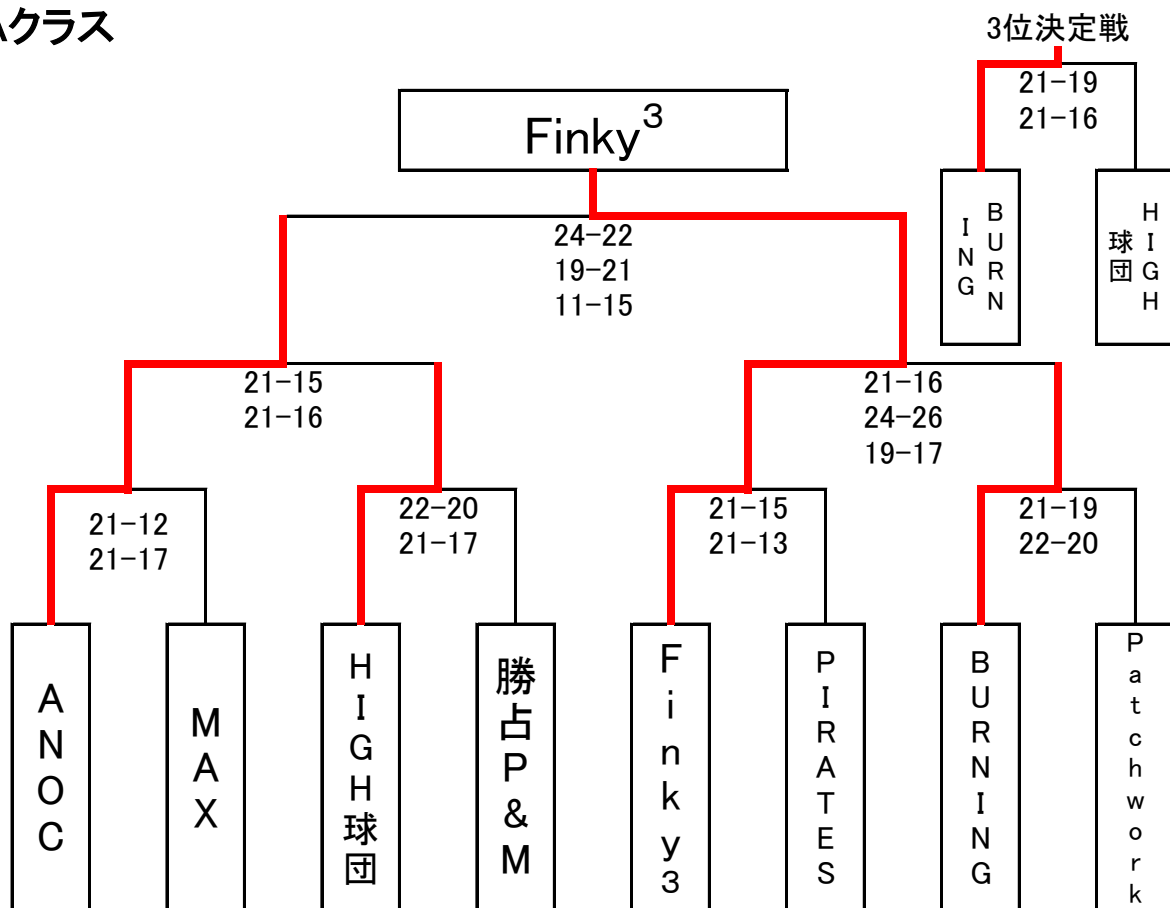 Aクラス
3位決定戦
21-19
21-16
Finky³
BURNING
HIGH球団
24-22
19-21
11-15
21-15
21-16
21-16
24-26
19-17
21-12
21-17
22-20
21-17
21-15
21-13
21-19
22-20
ANOC
MAX
HIGH球団
勝占P&M
Finky3
PIRATES
BURNING
Patchwork